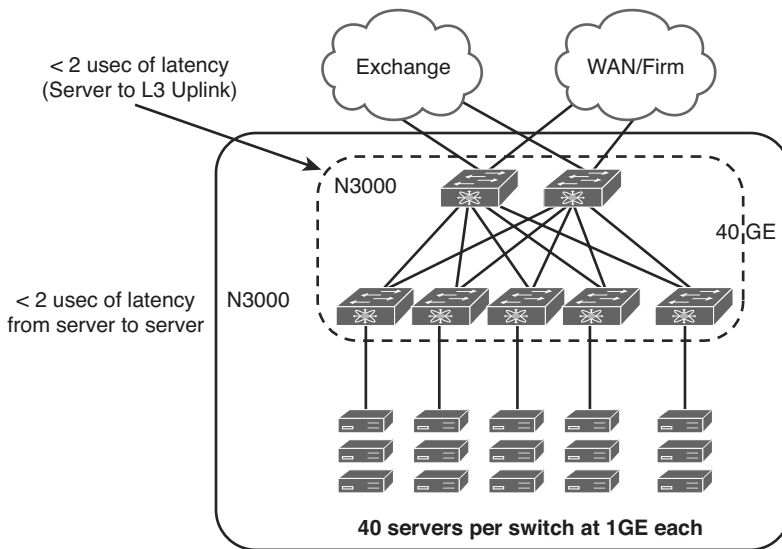 < 2 usec of latency
(Server to L3 Uplink)
Exchange
WAN/Firm
N3000
40 GE
< 2 usec of latency
from server to server
N3000
40 servers per switch at 1GE each